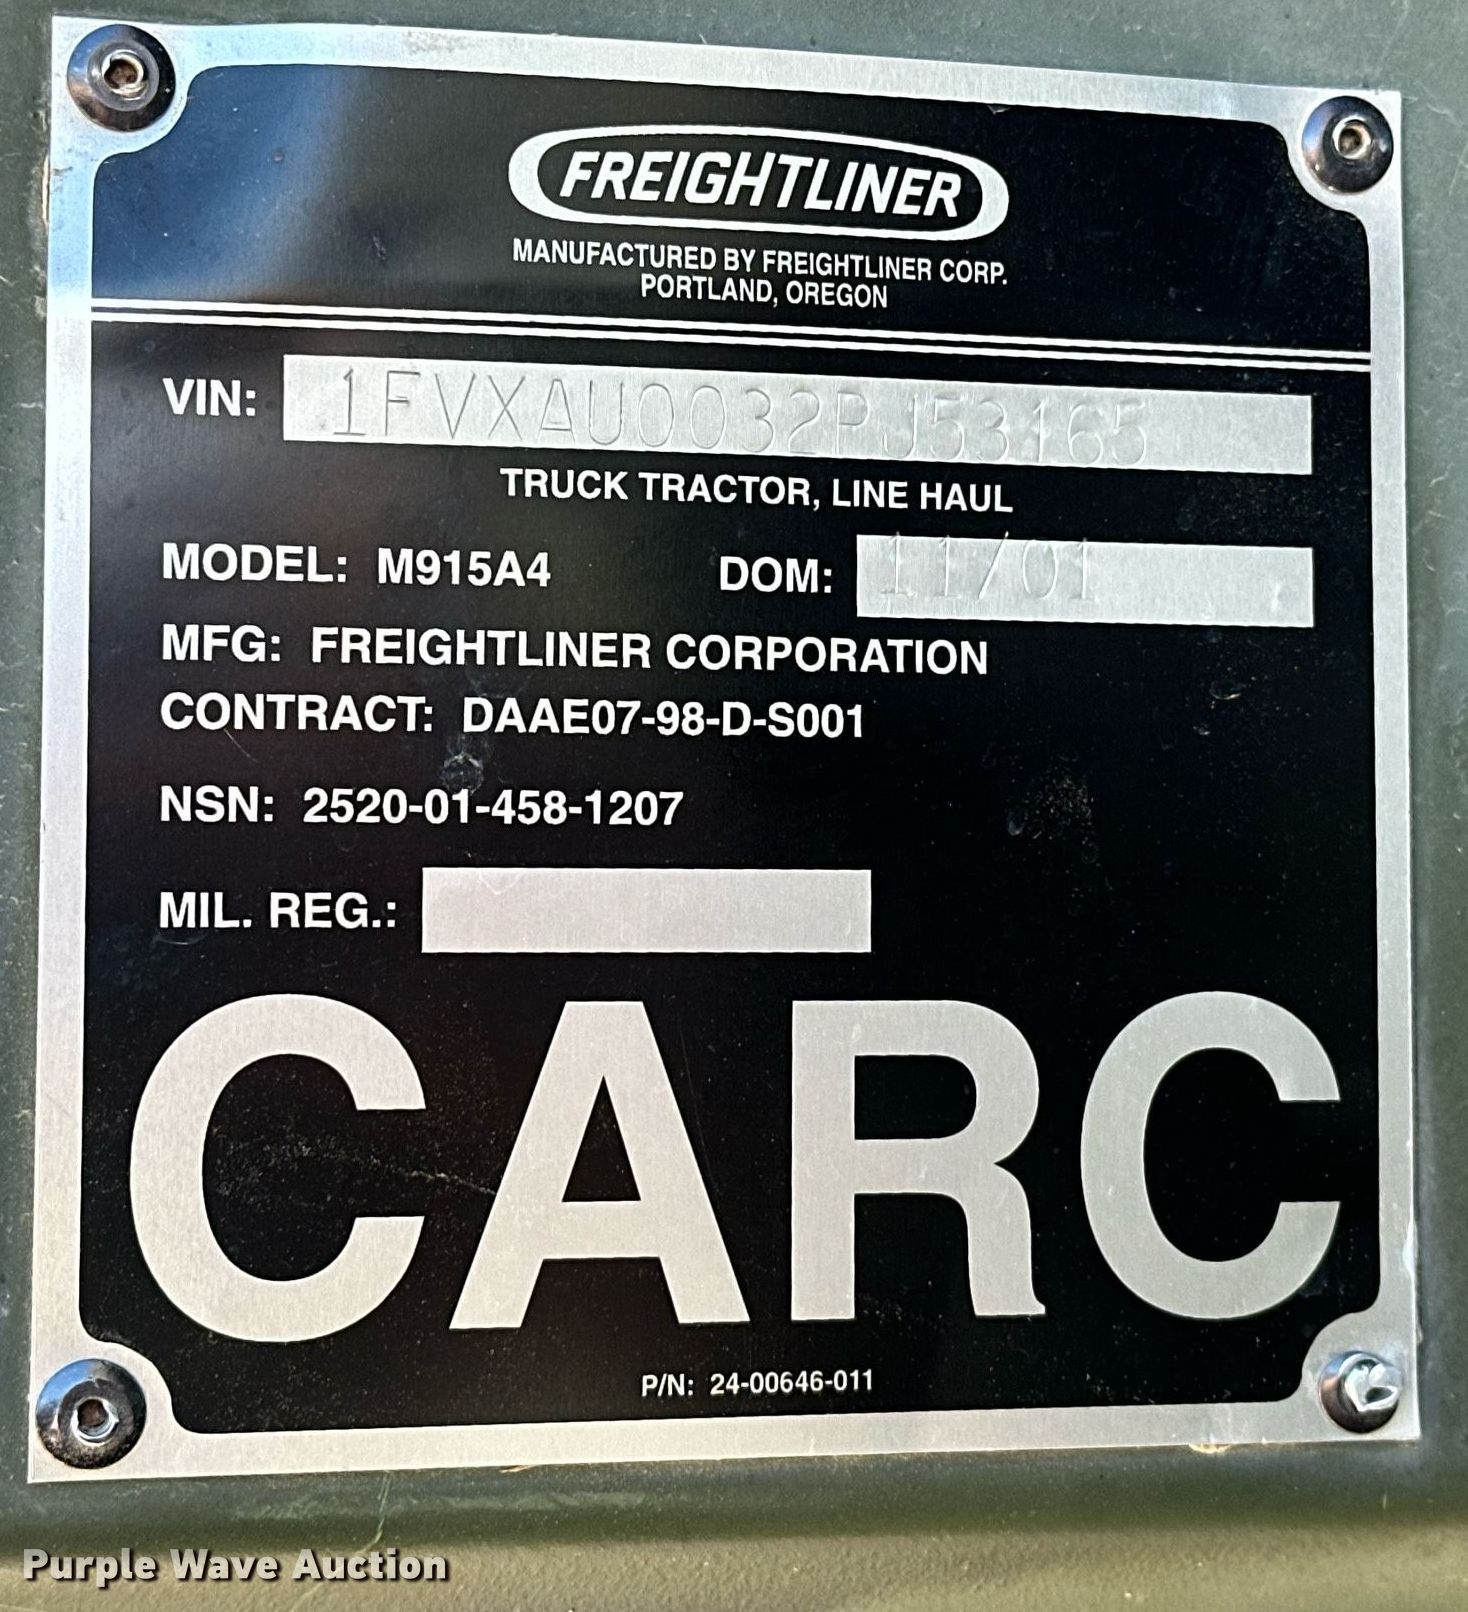 FREIGHTLINER
MANUFACTURED BY FREIGHTLINER CORP.
PORTLAND, OREGON
VIN: 1FVXAU0032PJ53165
TRUCK TRACTOR, LINE HAUL
MODEL: M915A4 DOM: 11/01
MFG: FREIGHTLINER CORPORATION
CONTRACT: DAAE07-98-D-S001
NSN: 2520-01-458-1207
MIL. REG.:
CARC
P/N: 24-00646-011
Purple Wave Auction